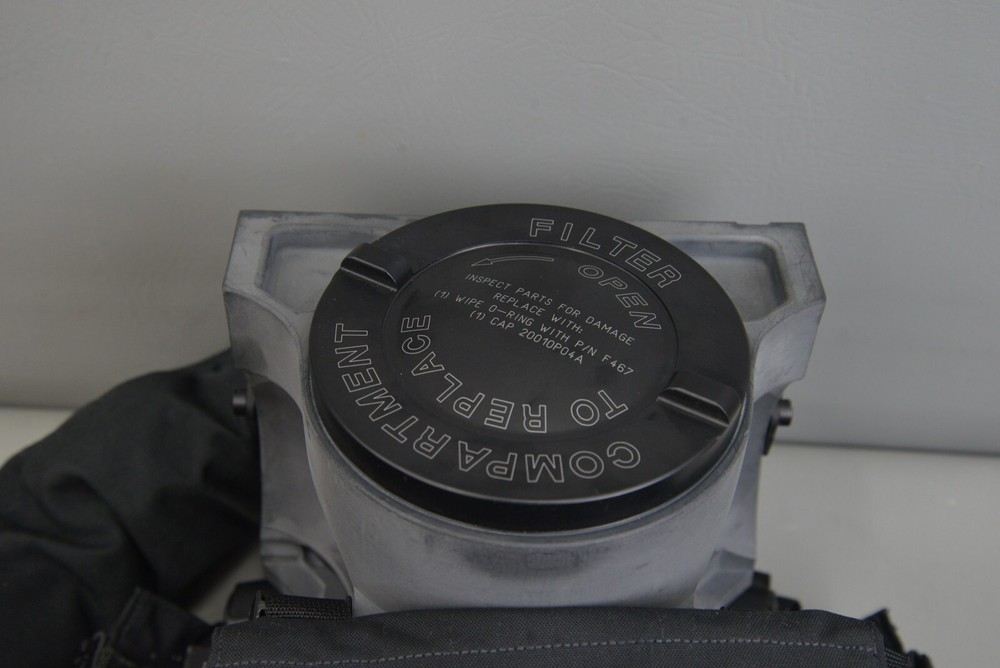 FILTER
COMPARTMENT
OPEN
TO REPLACE
INSPECT PARTS FOR DAMAGE
REPLACE WITH:
(1) WIPE O-RING WITH P/N F467
(1) CAP 20010P04A